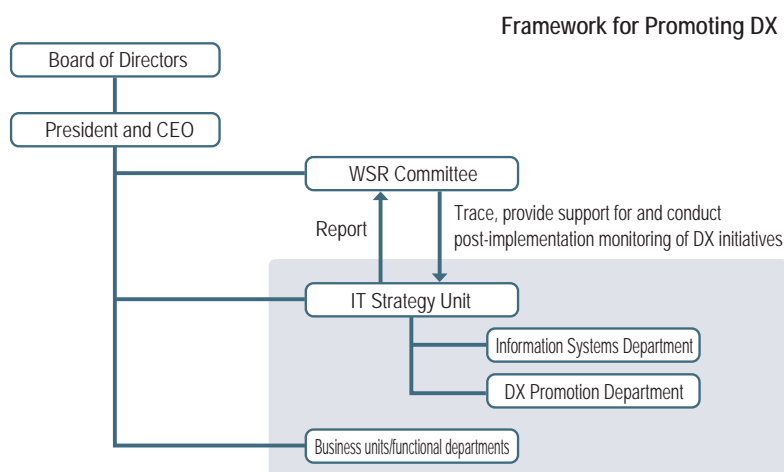 Framework for Promoting DX
Board of Directors
President and CEO
WSR Committee
Report
Trace, provide support for and conduct
post-implementation monitoring of DX initiatives
IT Strategy Unit
Information Systems Department
DX Promotion Department
Business units/functional departments